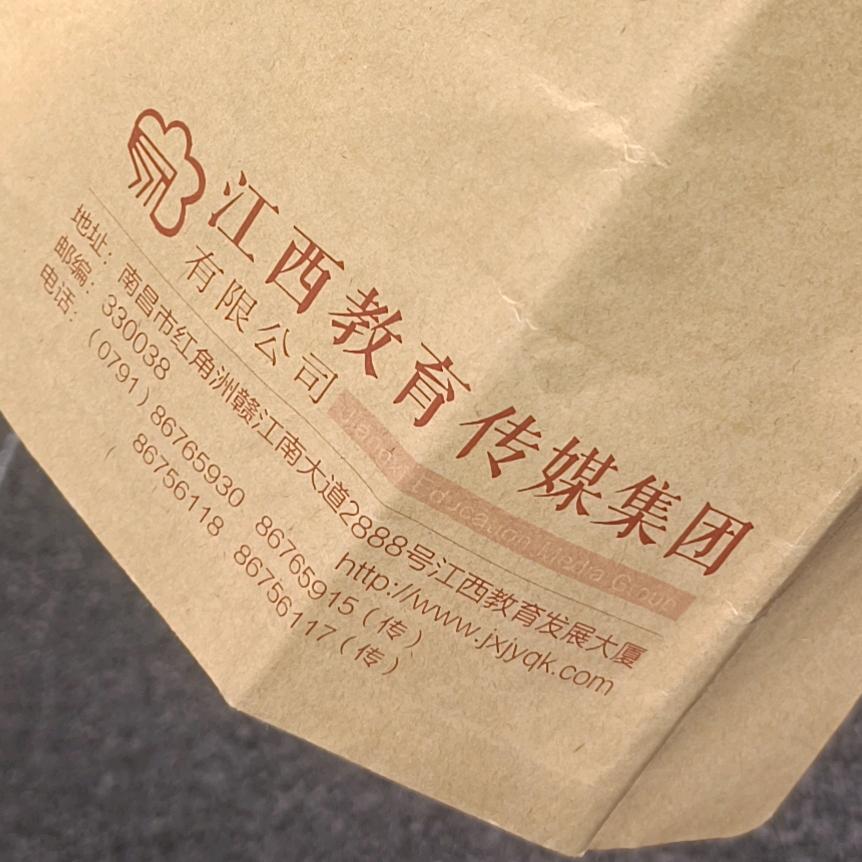 江西教育传媒集团
有限公司
Jiangxi Education Media Group
地址：南昌市红角洲赣江南大道2888号江西教育发展大厦
邮编：330038 http://www.jxjyqk.com
电话：（0791）86765930 86765915（传）
86756118 86756117（传）